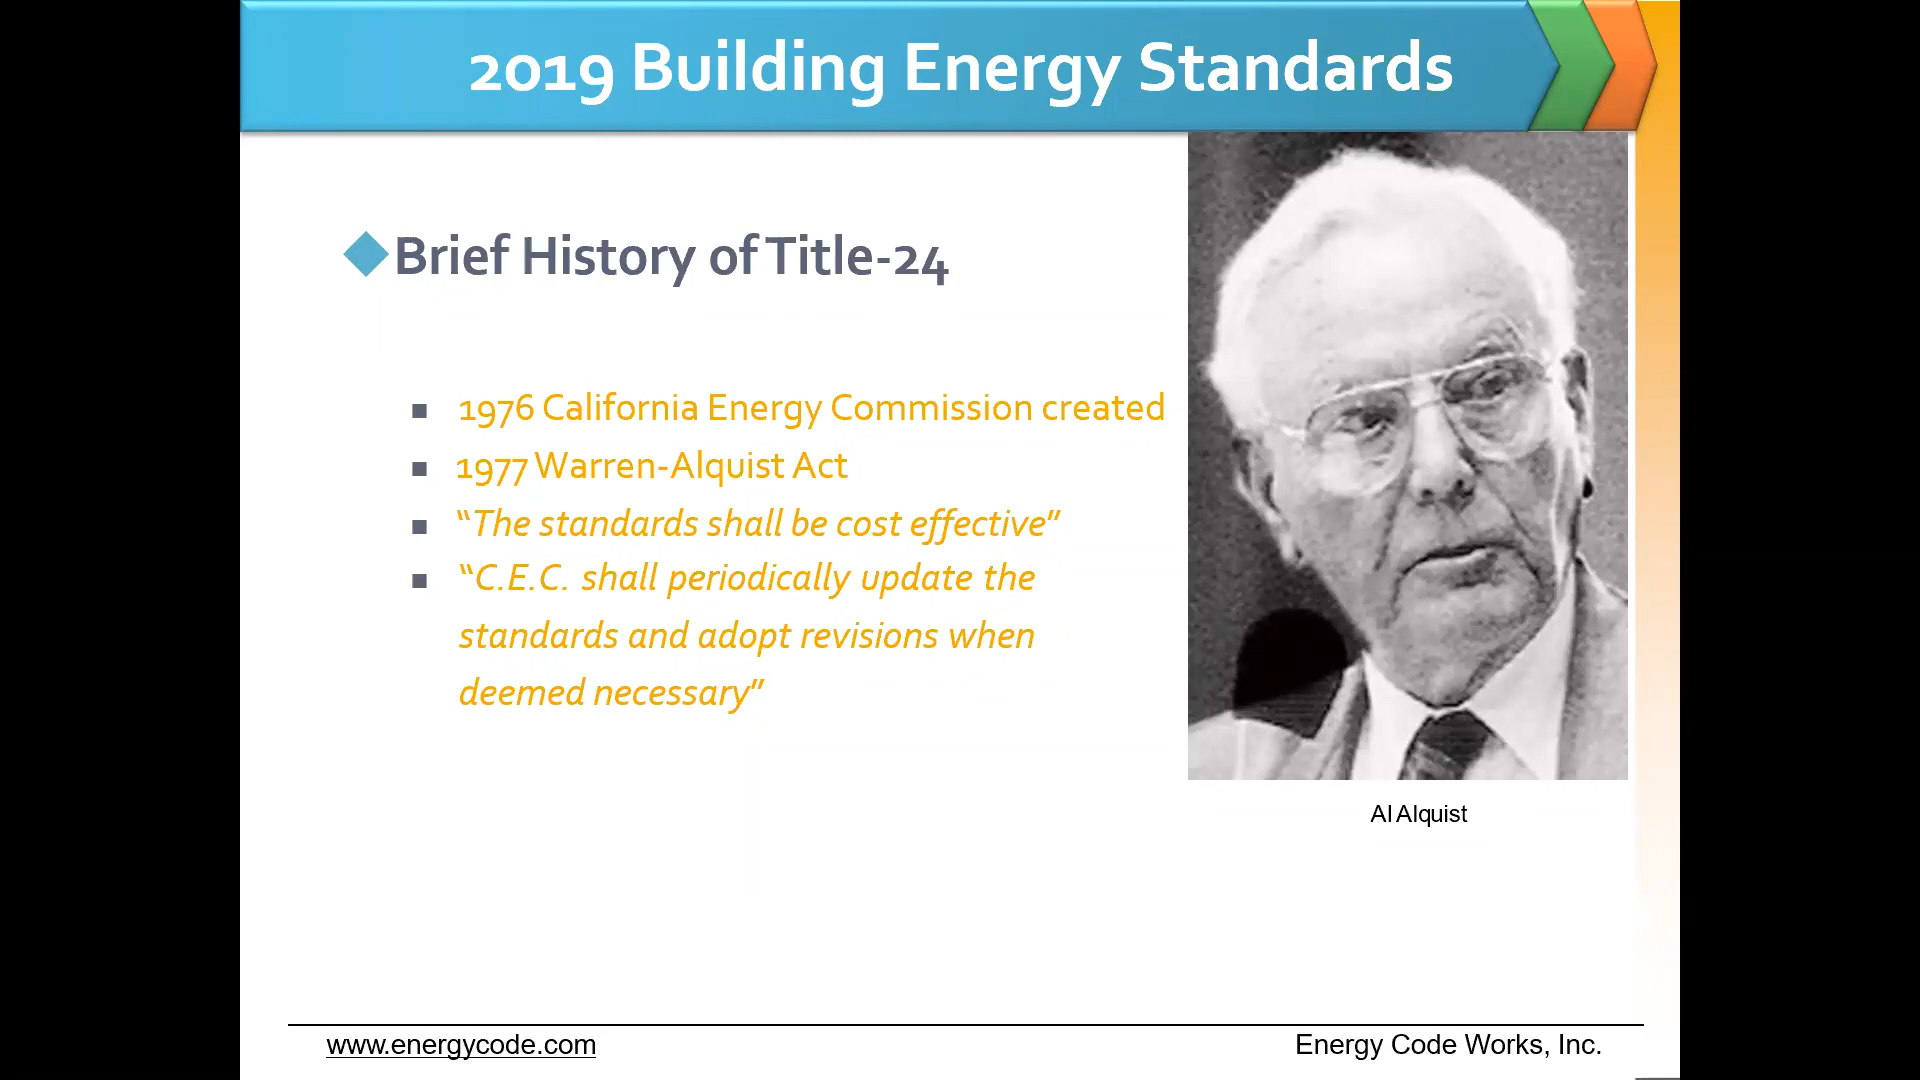 2019 Building Energy Standards
Brief History of Title-24
1976 California Energy Commission created
1977 Warren-Alquist Act
“The standards shall be cost effective”
“C.E.C. shall periodically update the
standards and adopt revisions when
deemed necessary”
Al Alquist
www.energycode.com
Energy Code Works, Inc.